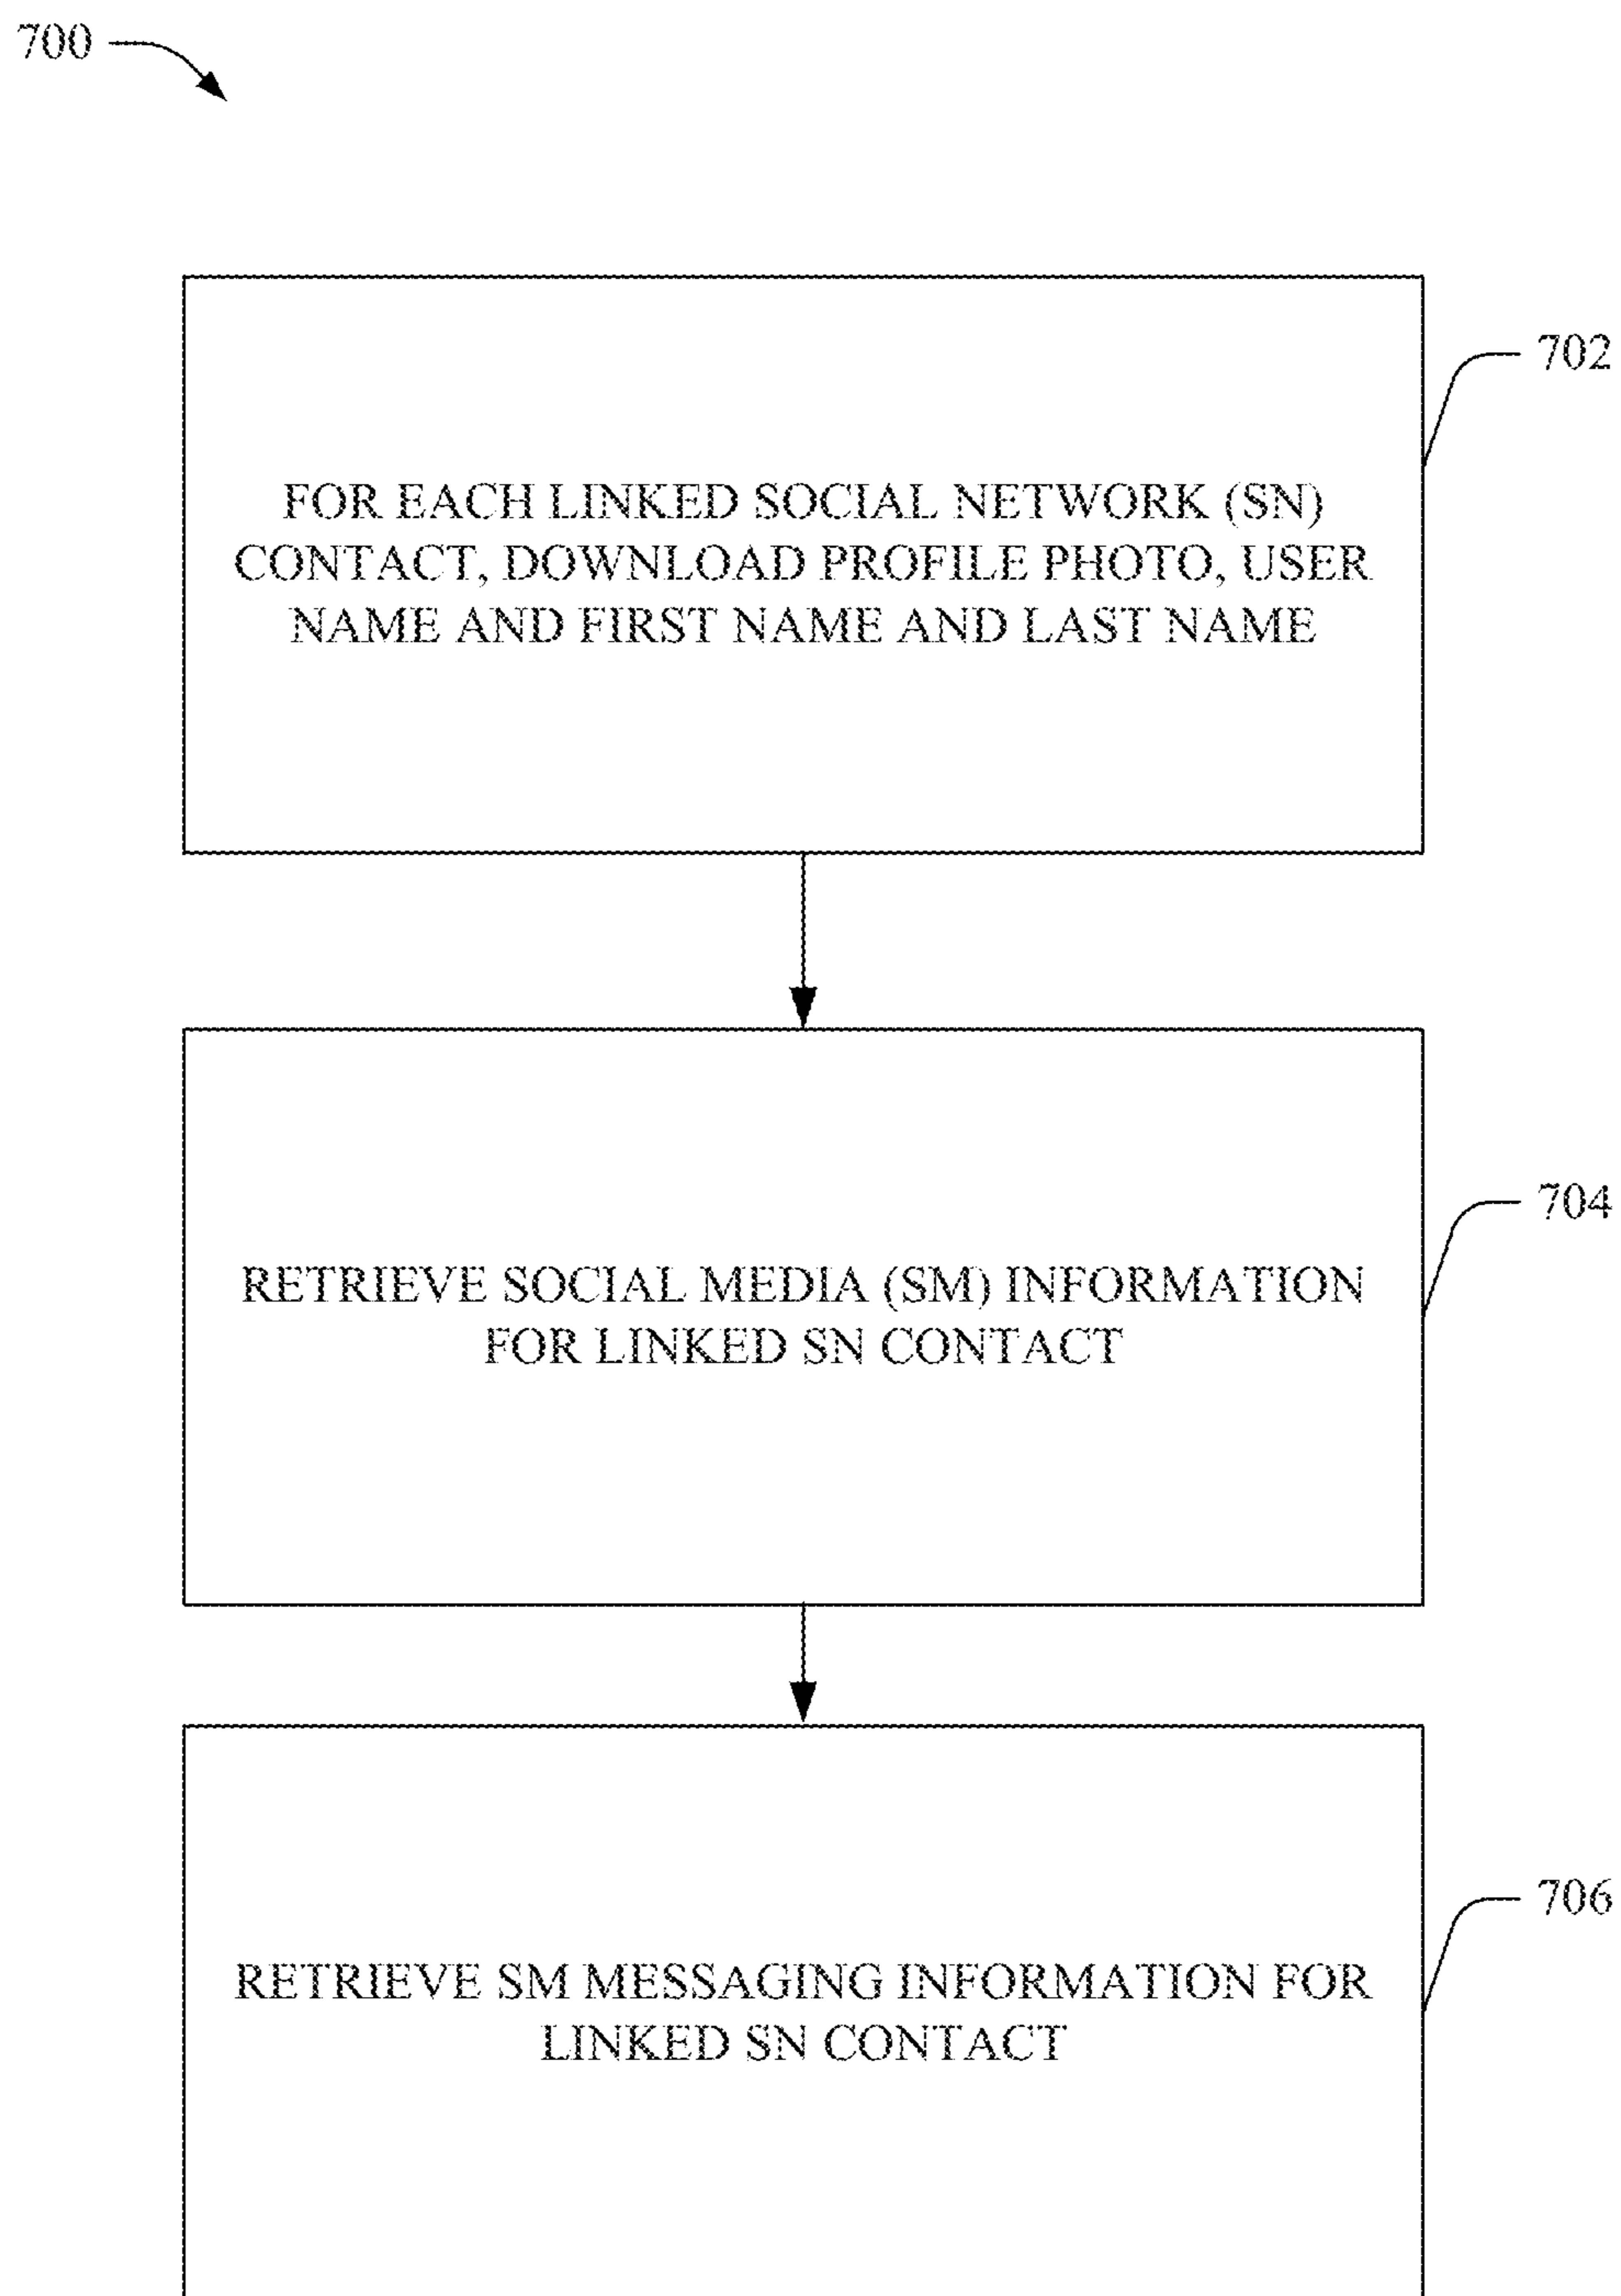 700
702
FOR EACH LINKED SOCIAL NETWORK (SN)
CONTACT, DOWNLOAD PROFILE PHOTO, USER
NAME AND FIRST NAME AND LAST NAME
704
RETRIEVE SOCIAL MEDIA (SM) INFORMATION
FOR LINKED SN CONTACT
706
RETRIEVE SM MESSAGING INFORMATION FOR
LINKED SN CONTACT